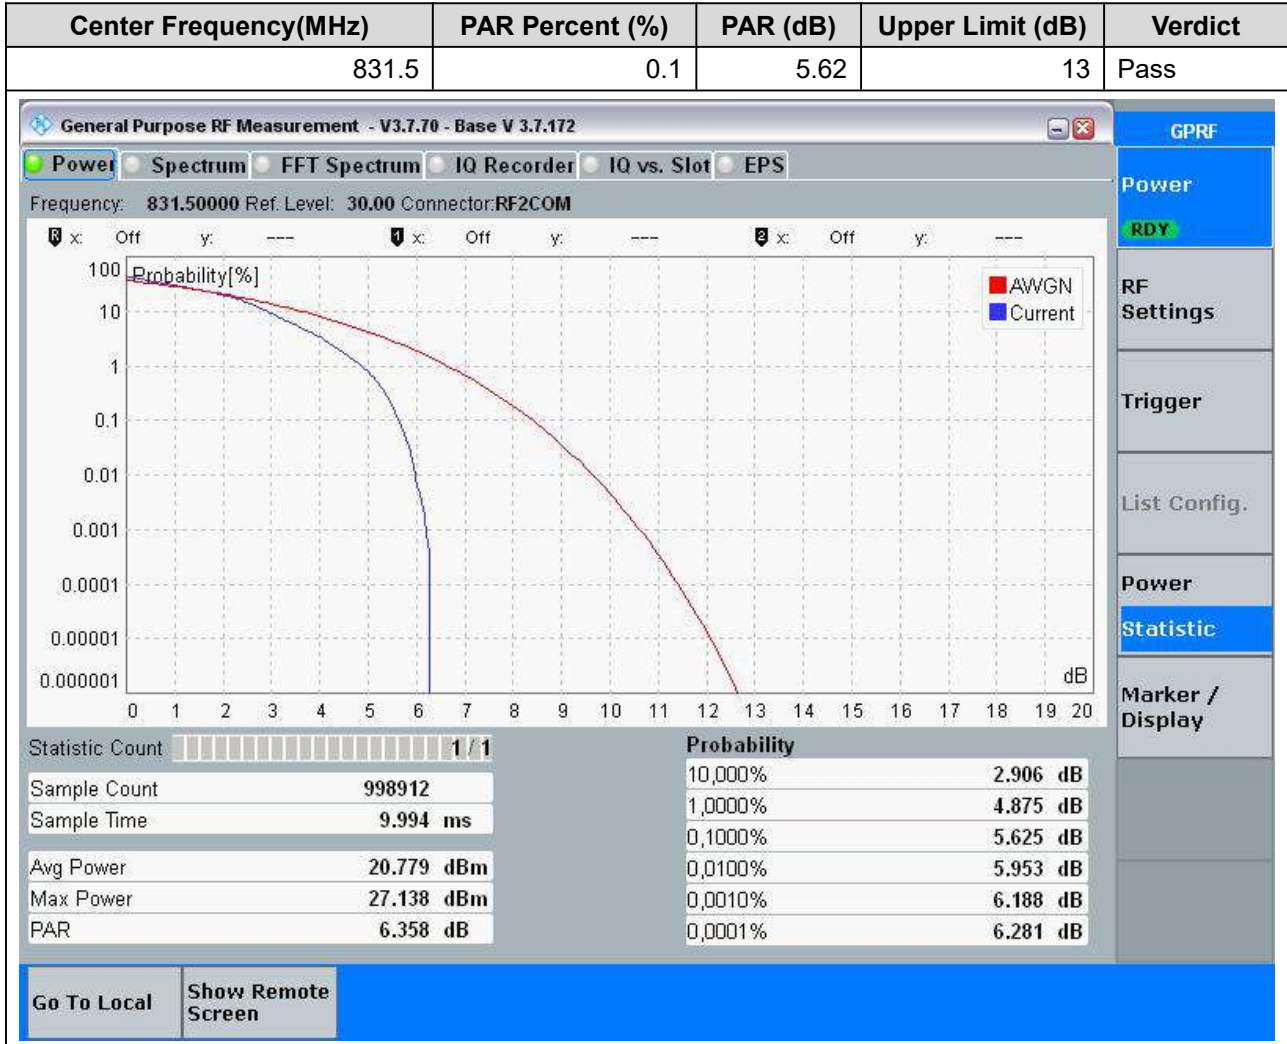 Center Frequency(MHz) PAR Percent (%) PAR (dB) Upper Limit (dB) Verdict
831.5 0.1 5.62 13 Pass
General Purpose RF Measurement - V3.7.70 - Base V 3.7.172
GPRF
Power Spectrum FFT Spectrum IQ Recorder IQ vs. Slot EPS
Frequency: 831.50000 Ref. Level: 30.00 Connector:RF2COM
R x: Off y: --- 1 x: Off y: --- 2 x: Off y: ---
Probability[%]
AWGN
Current
100
10
1
0.1
0.01
0.001
0.0001
0.00001
0.000001
dB
0 1 2 3 4 5 6 7 8 9 10 11 12 13 14 15 16 17 18 19 20
Statistic Count 1 / 1
Sample Count 998912
Sample Time 9.994 ms
Avg Power 20.779 dBm
Max Power 27.138 dBm
PAR 6.358 dB
Probability
10,000% 2.906 dB
1,0000% 4.875 dB
0,1000% 5.625 dB
0,0100% 5.953 dB
0,0010% 6.188 dB
0,0001% 6.281 dB
Power
RDY
RF
Settings
Trigger
List Config.
Power
Statistic
Marker /
Display
Go To Local
Show Remote
Screen